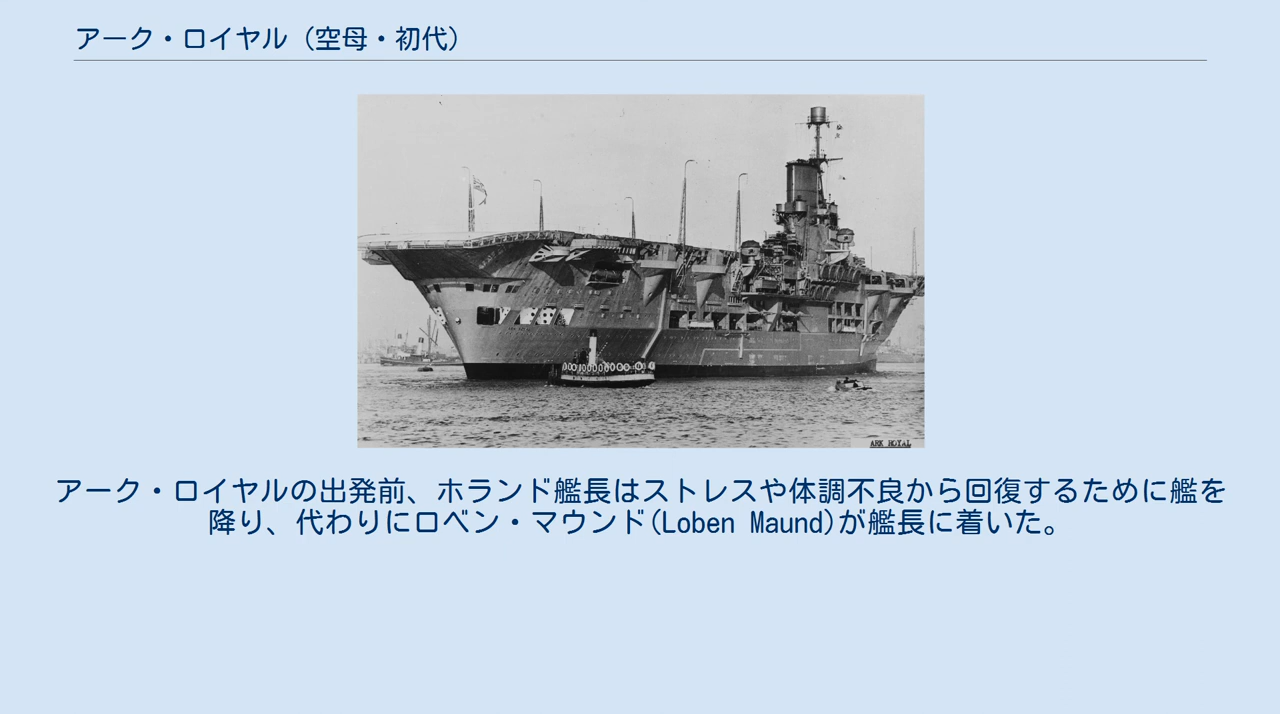 アーク・ロイヤル（空母・初代）
ARK ROYAL
アーク・ロイヤルの出発前、ホランド艦長はストレスや体調不良から回復するために艦を
降り、代わりにロベン・マウンド(Loben Maund)が艦長に着いた。